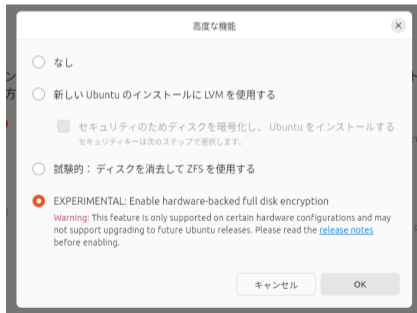 高度な機能
なし
新しい Ubuntu のインストールに LVM を使用する
セキュリティのためディスクを暗号化し、 Ubuntu をインストールする
セキュリティキーは次のステップで選択します。
試験的： ディスクを消去して ZFS を使用する
EXPERIMENTAL: Enable hardware-backed full disk encryption
Warning: This feature is only supported on certain hardware configurations and may
not support upgrading to future Ubuntu releases. Please read the release notes
before enabling.
キャンセル
OK